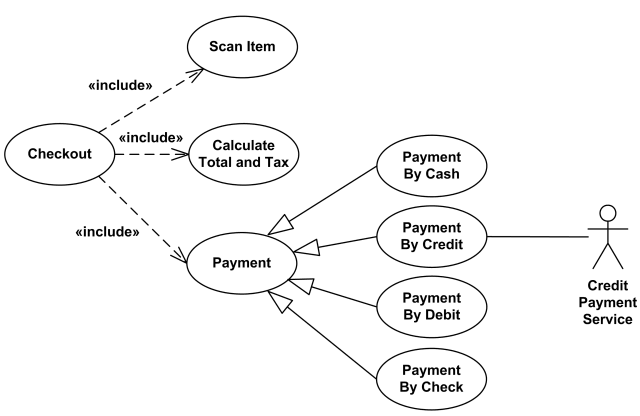 Scan Item
«include»
«include»
Checkout
Calculate
Total and Tax
«include»
Payment
Payment
By Cash
Payment
By Credit
Payment
By Debit
Payment
By Check
Credit
Payment
Service